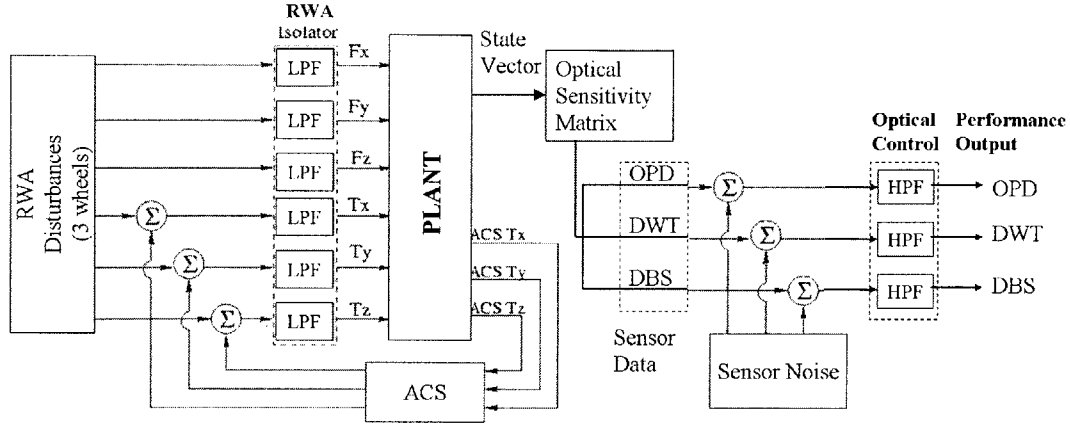 RWA
Isolator
RWA
Disturbances
(3 wheels)
LPF
LPF
LPF
LPF
LPF
LPF
Fx
Fy
Fz
Tx
Ty
Tz
Σ
Σ
Σ
PLANT
ACS Tx
ACS Ty
ACS Tz
ACS
State
Vector
Optical
Sensitivity
Matrix
OPD
DWT
DBS
Sensor
Data
Σ
Σ
Σ
Sensor Noise
Optical
Control
HPF
HPF
HPF
Performance
Output
OPD
DWT
DBS